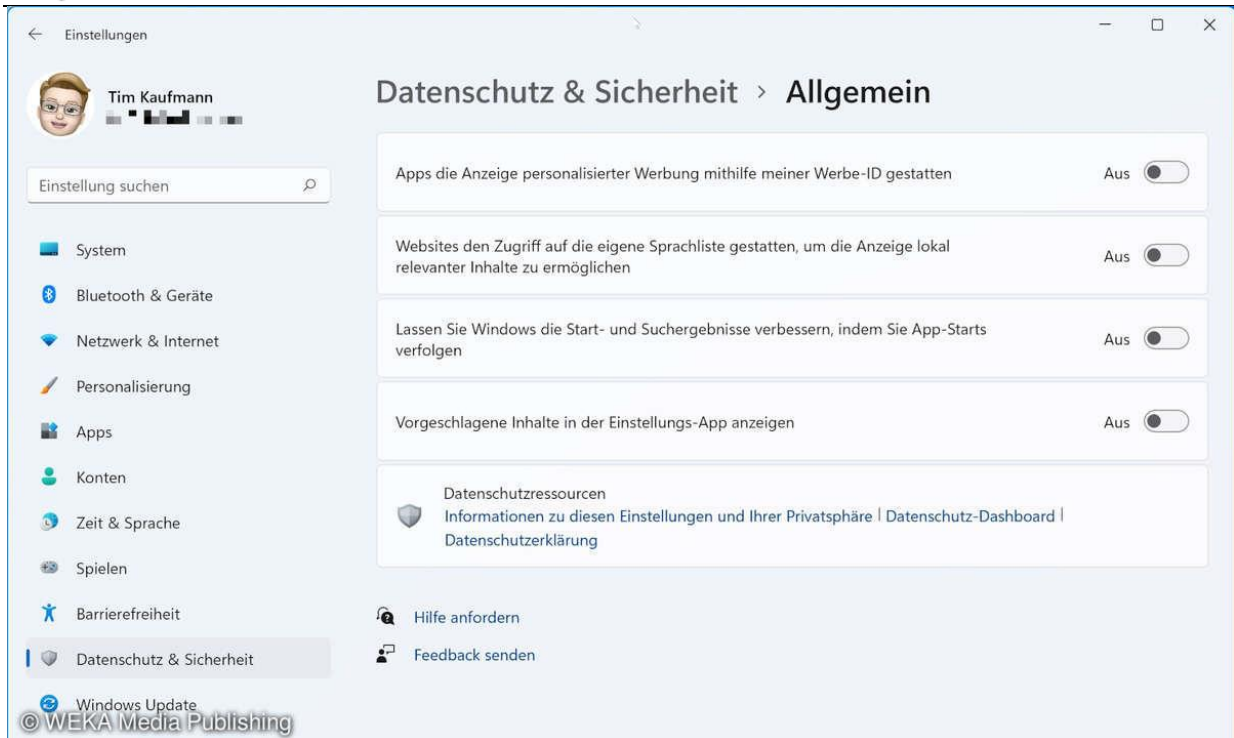 Einstellungen
Tim Kaufmann
Einstellung suchen
System
Bluetooth & Geräte
Netzwerk & Internet
Personalisierung
Apps
Konten
Zeit & Sprache
Spielen
Barrierefreiheit
Datenschutz & Sicherheit
Windows Update
Datenschutz & Sicherheit > Allgemein
Apps die Anzeige personalisierter Werbung mithilfe meiner Werbe-ID gestatten
Aus
Websites den Zugriff auf die eigene Sprachliste gestatten, um die Anzeige lokal
relevanter Inhalte zu ermöglichen
Aus
Lassen Sie Windows die Start- und Suchergebnisse verbessern, indem Sie App-Starts
verfolgen
Aus
Vorgeschlagene Inhalte in der Einstellungs-App anzeigen
Aus
Datenschutzressourcen
Informationen zu diesen Einstellungen und Ihrer Privatsphäre | Datenschutz-Dashboard |
Datenschutzerklärung
Hilfe anfordern
Feedback senden
© WEKA Media Publishing